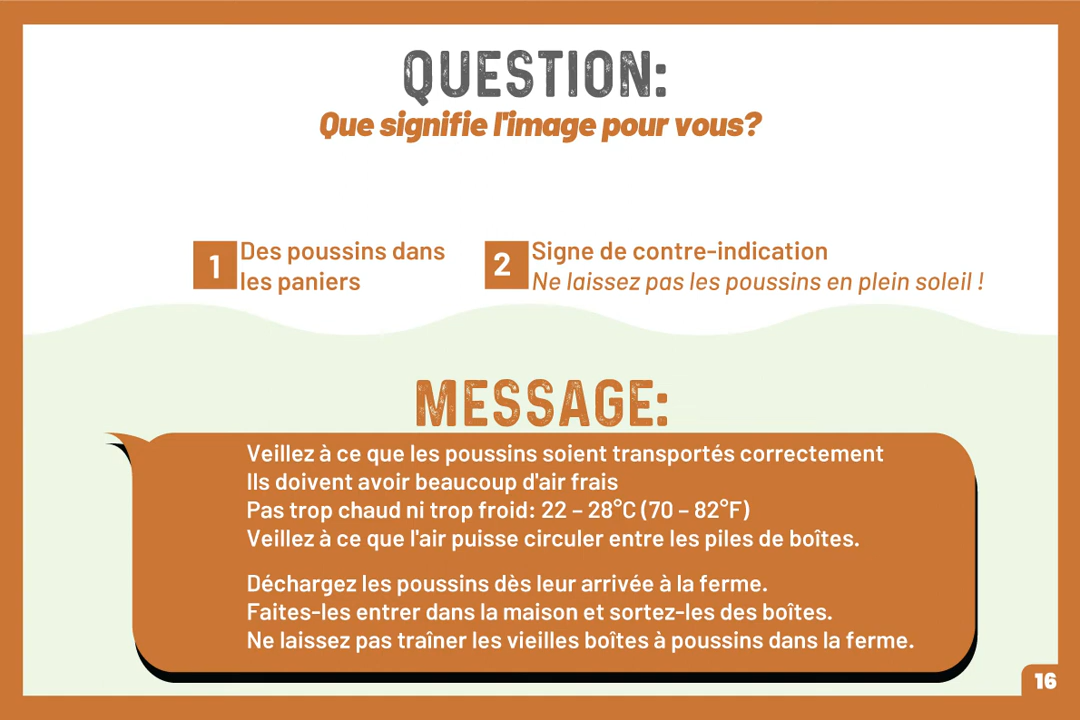 QUESTION:
Que signifie l'image pour vous?
1 Des poussins dans
les paniers
2 Signe de contre-indication
Ne laissez pas les poussins en plein soleil !
MESSAGE:
Veillez à ce que les poussins soient transportés correctement
Ils doivent avoir beaucoup d'air frais
Pas trop chaud ni trop froid: 22 – 28°C (70 – 82°F)
Veillez à ce que l'air puisse circuler entre les piles de boîtes.
Déchargez les poussins dès leur arrivée à la ferme.
Faites-les entrer dans la maison et sortez-les des boîtes.
Ne laissez pas traîner les vieilles boîtes à poussins dans la ferme.
16